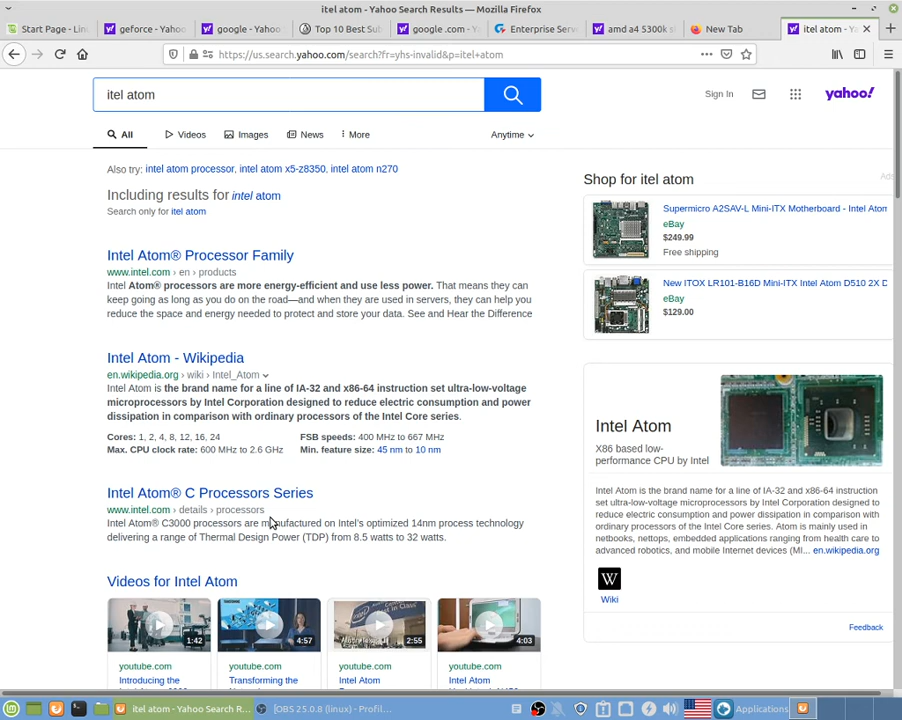 itel atom - Yahoo Search Results - Mozilla Firefox
Start Page - Lin
geforce - Yahoo
google - Yahoo
Top 10 Best Sul
google .com - Y
Enterprise Serv
amd a4 5300k s
New Tab
itel atom - Ya
https://us.search.yahoo.com/search?fr=yhs-invalid&p=itel+atom
itel atom
Sign In
yahoo!
All
Videos
Images
News
More
Anytime
Also try: intel atom processor, intel atom x5-z8350, intel atom n270
Including results for intel atom
Search only for itel atom
Intel Atom® Processor Family
www.intel.com › en › products
Intel Atom® processors are more energy-efficient and use less power. That means they can
keep going as long as you do on the road—and when they are used in servers, they can help you
reduce the space and energy needed to protect and store your data. See and Hear the Difference
Intel Atom - Wikipedia
en.wikipedia.org › wiki › Intel_Atom
Intel Atom is the brand name for a line of IA-32 and x86-64 instruction set ultra-low-voltage
microprocessors by Intel Corporation designed to reduce electric consumption and power
dissipation in comparison with ordinary processors of the Intel Core series.
Cores: 1, 2, 4, 8, 12, 16, 24
FSB speeds: 400 MHz to 667 MHz
Max. CPU clock rate: 600 MHz to 2.6 GHz
Min. feature size: 45 nm to 10 nm
Intel Atom® C Processors Series
www.intel.com › details › processors
Intel Atom® C3000 processors are manufactured on Intel's optimized 14nm process technology
delivering a range of Thermal Design Power (TDP) from 8.5 watts to 32 watts.
Videos for Intel Atom
1:42
4:57
2:55
4:03
youtube.com
youtube.com
youtube.com
youtube.com
Introducing the
Transforming the
Intel Atom
Intel Atom
Ads
Shop for itel atom
Supermicro A2SAV-L Mini-ITX Motherboard - Intel Atom
eBay
$249.99
Free shipping
New ITOX LR101-B16D Mini-ITX Intel Atom D510 2X D
eBay
$129.00
Intel Atom
X86 based low-
performance CPU by Intel
Intel Atom is the brand name for a line of IA-32 and x86-64
instruction set ultra-low-voltage microprocessors by Intel
Corporation designed to reduce electric
consumption and power dissipation in comparison with
ordinary processors of the Intel Core series. Atom is mainly used in
netbooks, nettops, embedded applications ranging from health care to
advanced robotics, and mobile Internet devices (MI... en.wikipedia.org
W
Wiki
Feedback
itel atom - Yahoo Search R...
[OBS 25.0.8 (linux) - Profil...
Applications